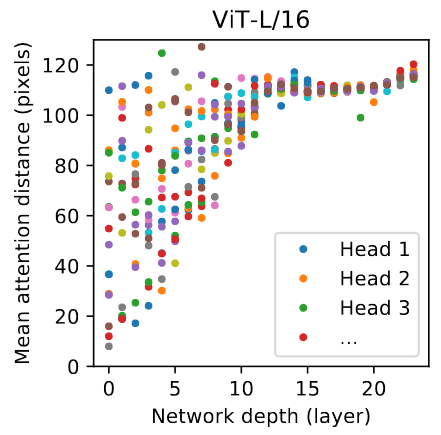 ViT-L/16
Mean attention distance (pixels)
120
100
80
60
40
20
0
Head 1
Head 2
Head 3
...
0 5 10 15 20
Network depth (layer)